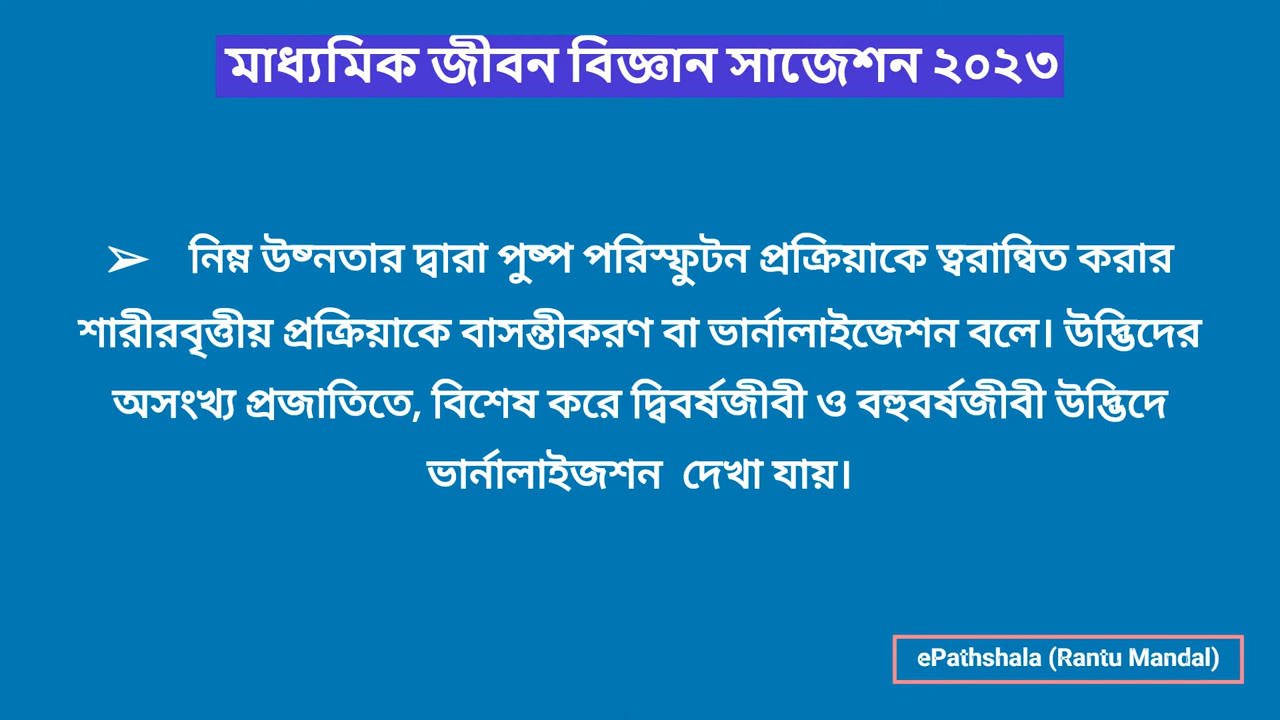 মাধ্যমিক জীবন বিজ্ঞান সাজেশন ২০২৩
➢ নিম্ন উষ্নতার দ্বারা পুষ্প পরিস্ফুটন প্রক্রিয়াকে ত্বরান্বিত করার
শারীরবৃত্তীয় প্রক্রিয়াকে বাসন্তীকরণ বা ভার্নালাইজেশন বলে। উদ্ভিদের
অসংখ্য প্রজাতিতে, বিশেষ করে দ্বিবর্ষজীবী ও বহুবর্ষজীবী উদ্ভিদে
ভার্নালাইজশন দেখা যায়।
ePathshala (Rantu Mandal)